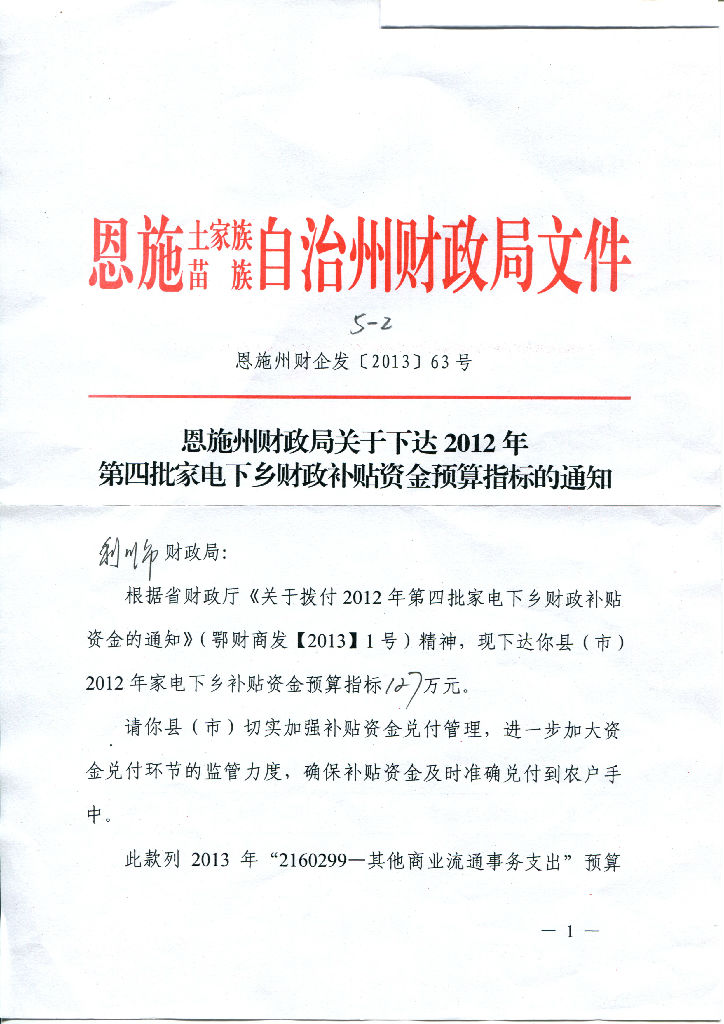 恩施土家族苗族自治州财政局文件
5-2
恩施州财企发〔2013〕63号
恩施州财政局关于下达2012年
第四批家电下乡财政补贴资金预算指标的通知
利川市财政局：
根据省财政厅《关于拨付2012年第四批家电下乡财政补贴
资金的通知》（鄂财商发【2013】1号）精神，现下达你县（市）
2012年家电下乡补贴资金预算指标127万元。
请你县（市）切实加强补贴资金兑付管理，进一步加大资
金兑付环节的监管力度，确保补贴资金及时准确兑付到农户手
中。
此款列2013年“2160299—其他商业流通事务支出”预算
— 1 —